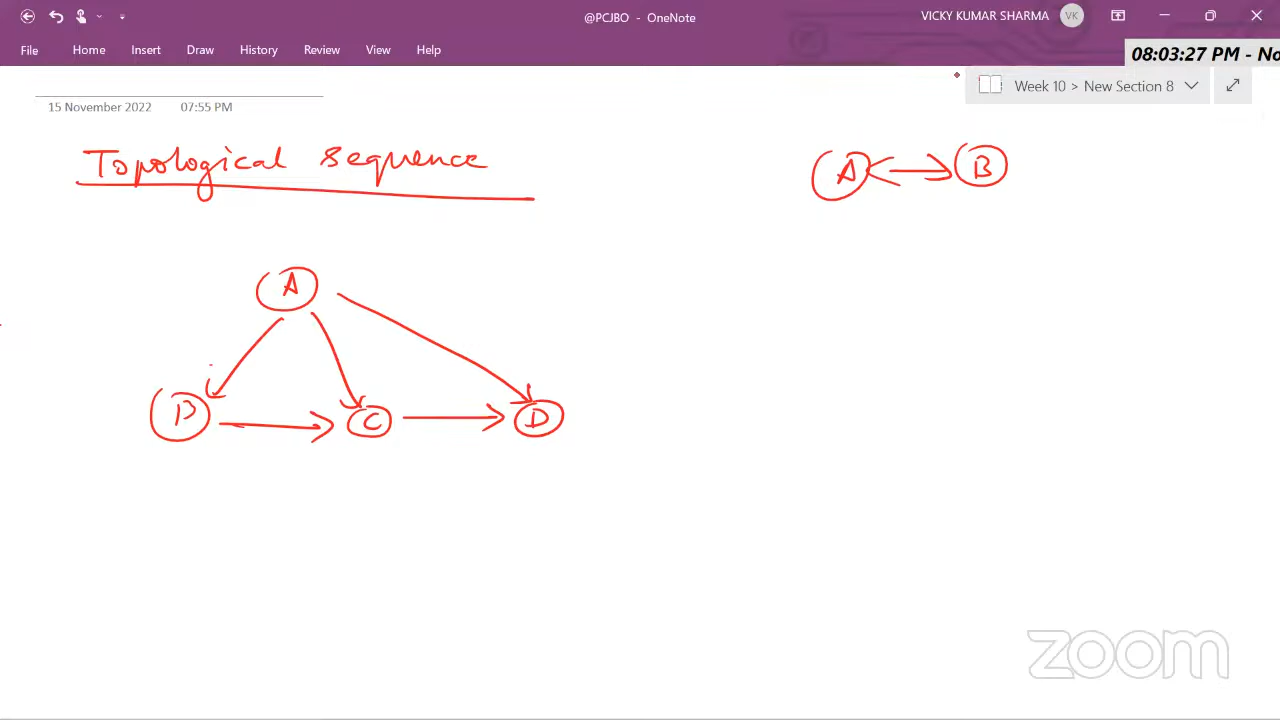 @PCJBO - OneNote
VICKY KUMAR SHARMA VK
File Home Insert Draw History Review View Help
08:03:27 PM - No
Week 10 > New Section 8
15 November 2022 07:55 PM
Topological Sequence
A B
A
B C D
zoom